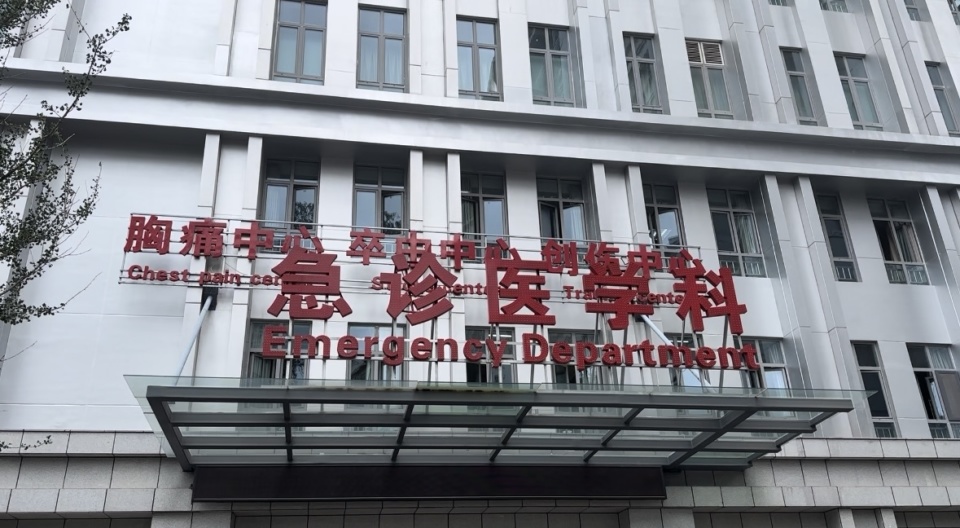 胸痛中心 卒中中心 创伤中心
Chest pain
急诊医学科
Emergency Department